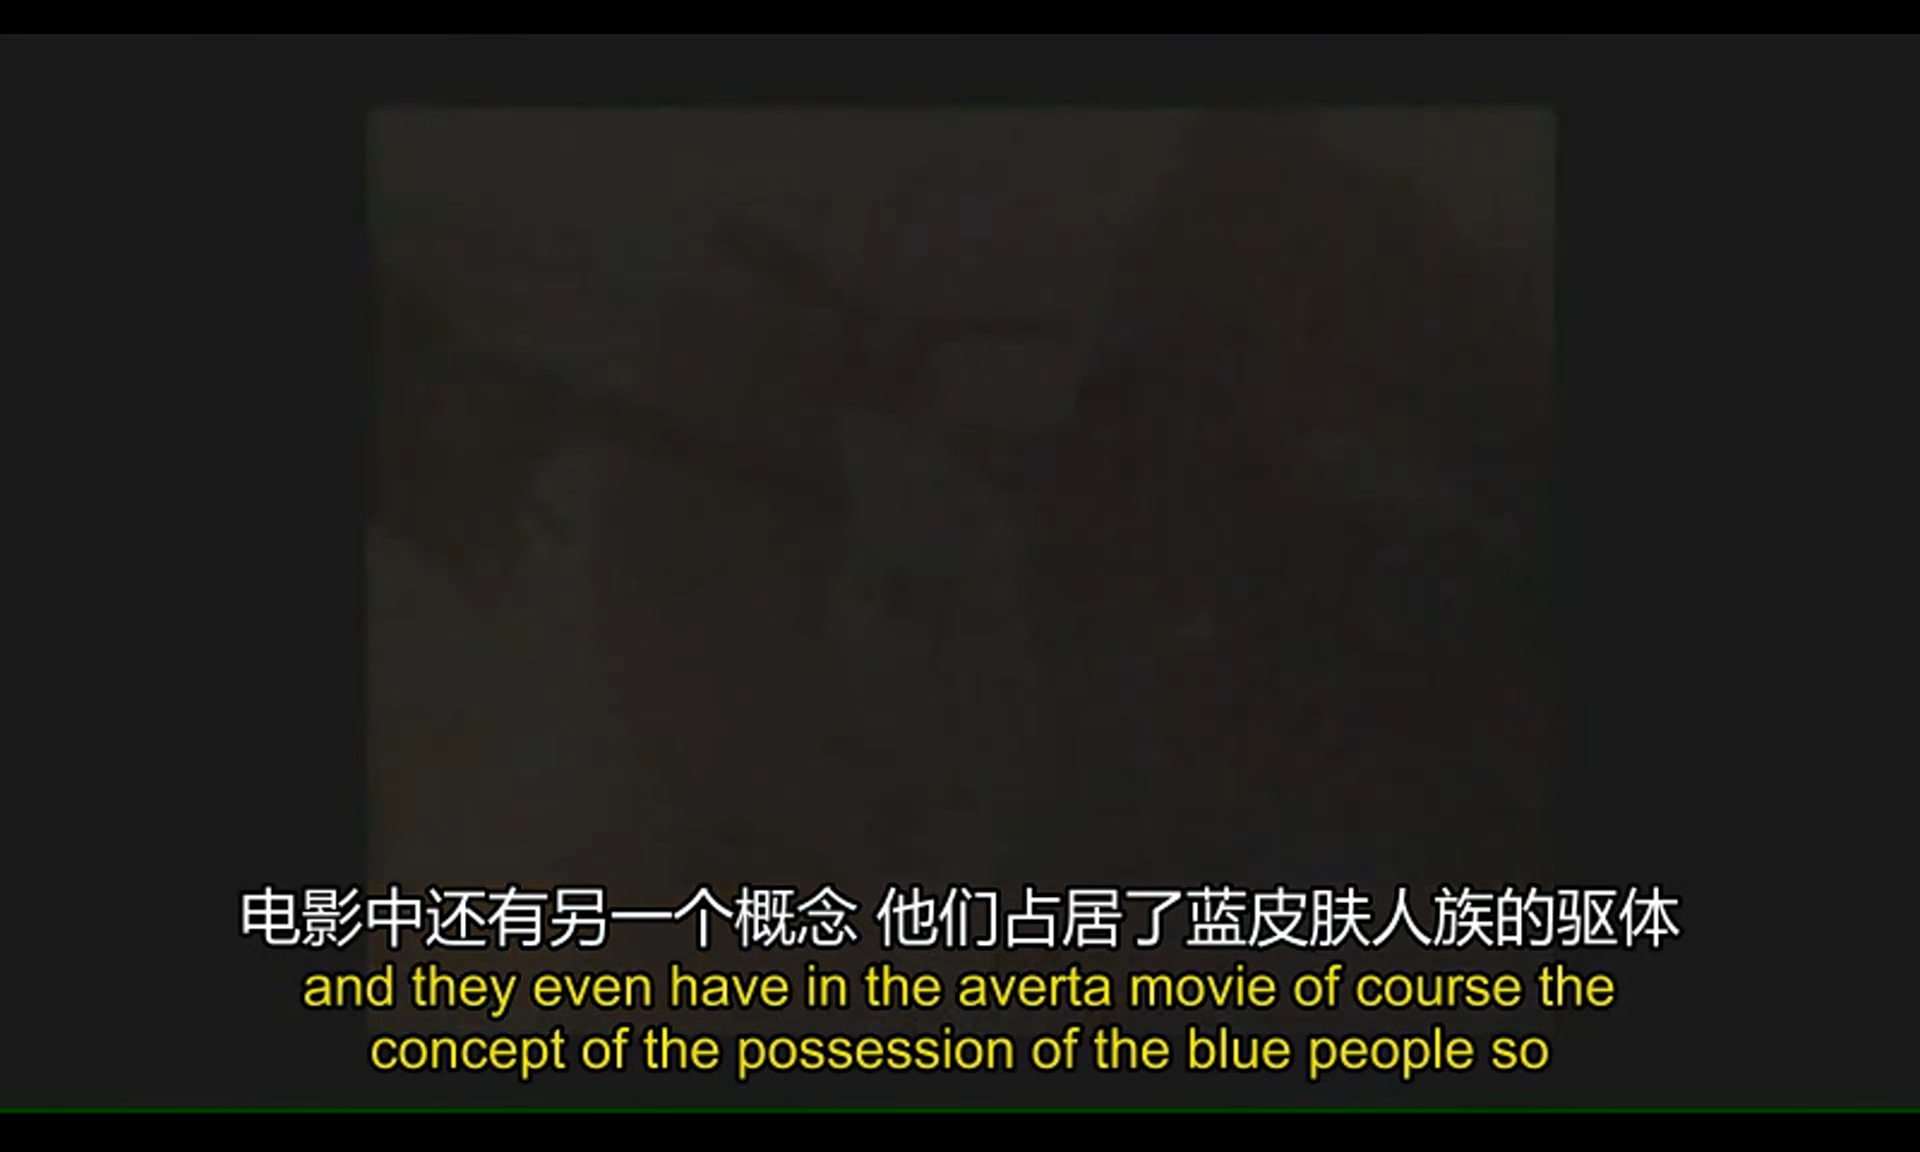 电影中还有另一个概念 他们占居了蓝皮肤人族的驱体
and they even have in the averta movie of course the
concept of the possession of the blue people so